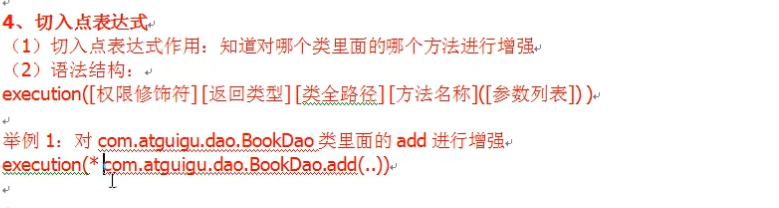 4、切入点表达式
（1）切入点表达式作用：知道对哪个类里面的哪个方法进行增强
（2）语法结构：
execution([权限修饰符] [返回类型] [类全路径] [方法名称]([参数列表]) )
举例 1：对 com.atguigu.dao.BookDao 类里面的 add 进行增强
execution(* com.atguigu.dao.BookDao.add(..))